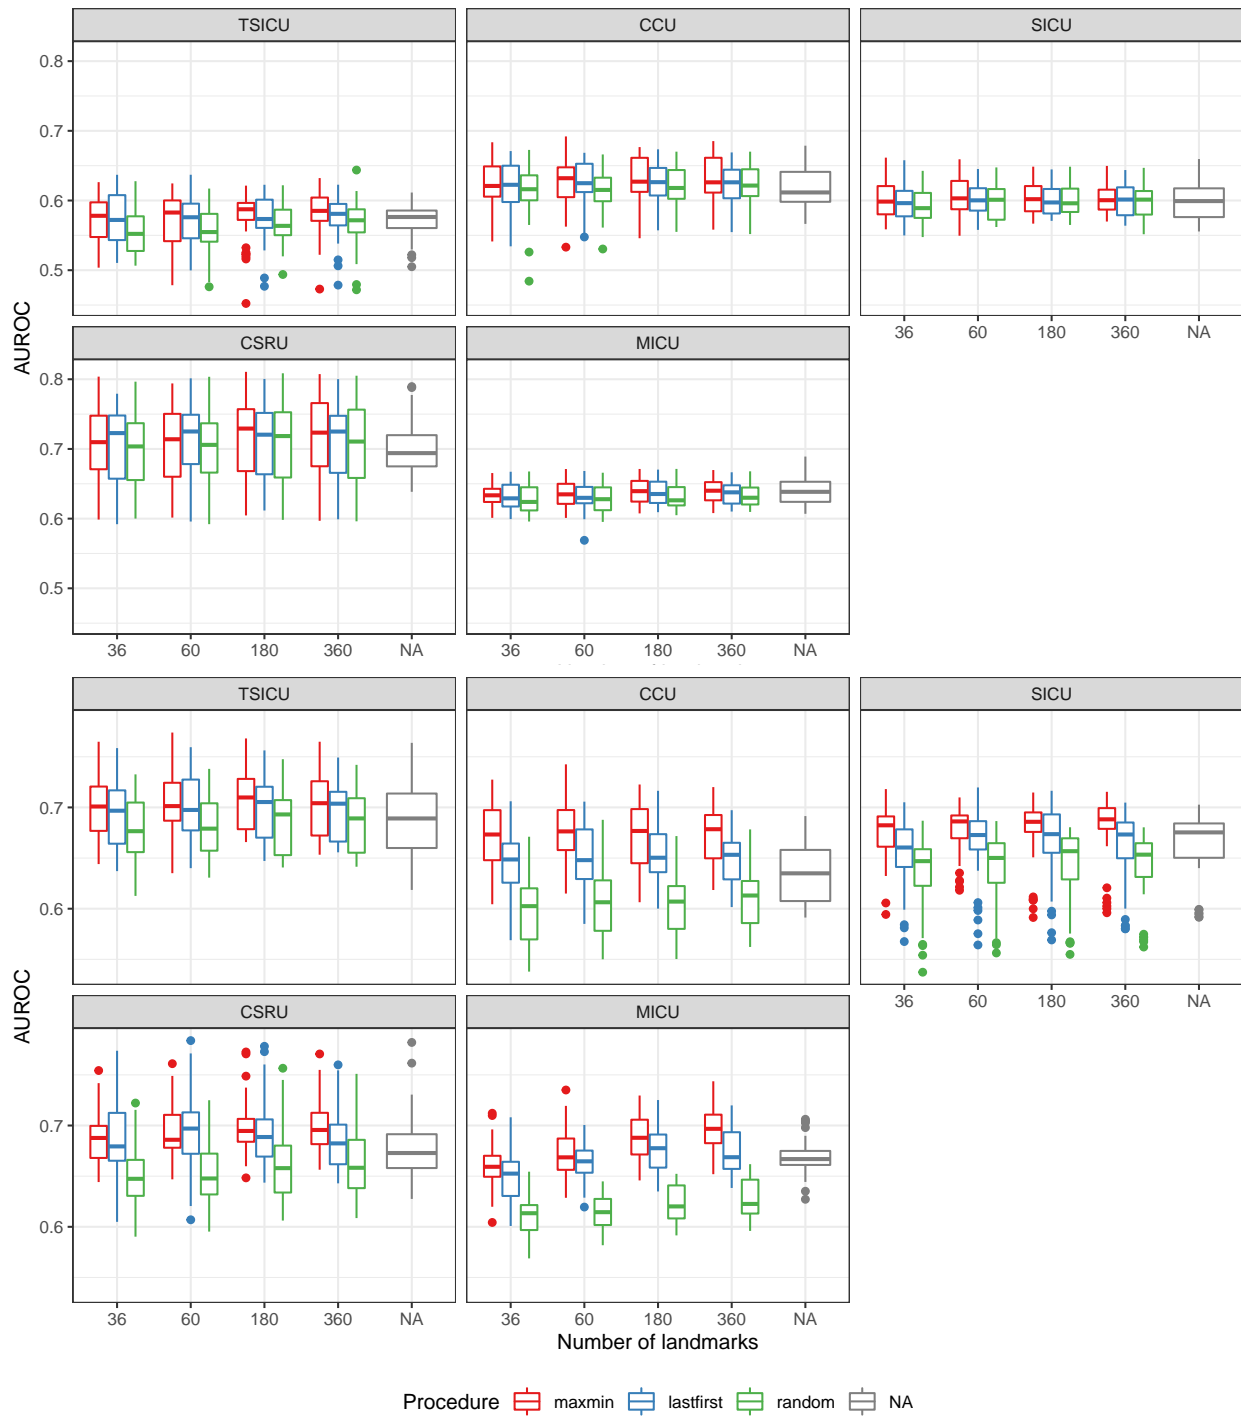 TSICU CCU SICU
AUROC
0.8
0.7
0.6
0.5
36 60 180 360 NA
CSRU MICU
0.8
0.7
0.6
0.5
36 60 180 360 NA
36 60 180 360 NA
TSICU CCU SICU
AUROC
0.7
0.6
36 60 180 360 NA
CSRU MICU
0.7
0.6
36 60 180 360 NA
36 60 180 360 NA
Number of landmarks
Procedure maxmin lastfirst random NA